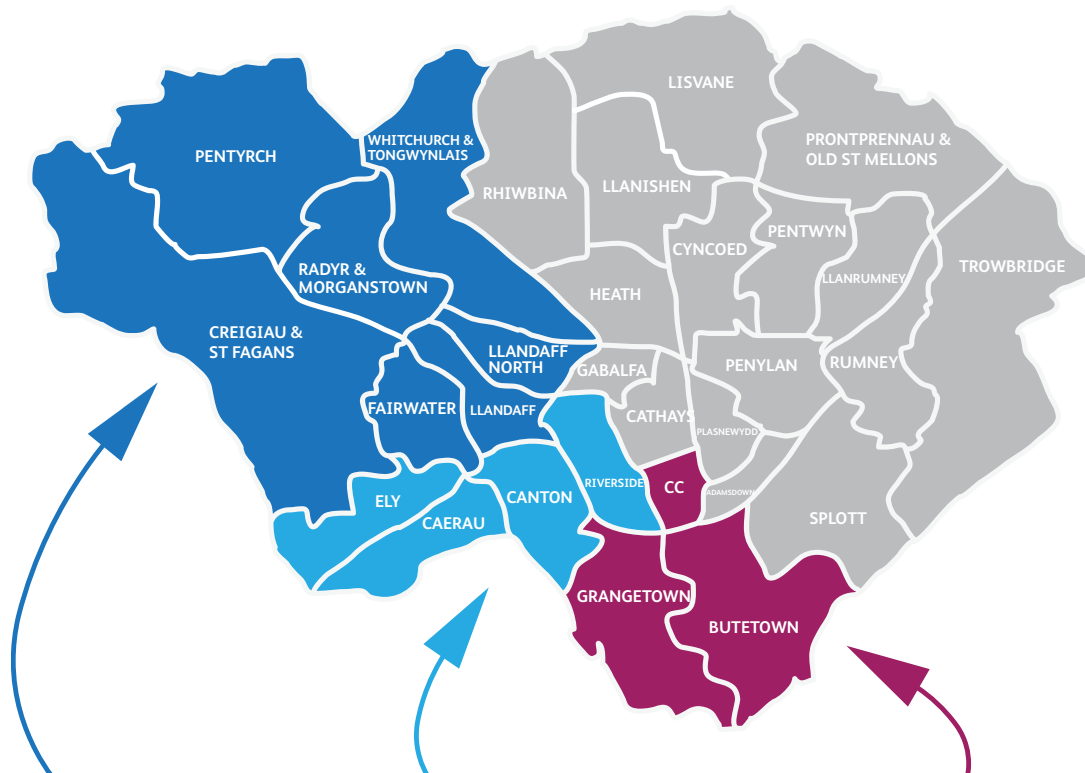 LISVANE
WHITCHURCH &
TONGWYNLAIS
PRONTPRENNAU &
OLD ST MELLONS
PENTYRCH
RHIWBINA
LLANISHEN
PENTWYN
CYNCOED
RADYR &
MORGANSTOWN
LLANRUMNEY
TROWBRIDGE
HEATH
CREIGIAU &
ST FAGANS
LLANDAFF
NORTH
GABALFA
PENYLAN
RUMNEY
FAIRWATER
LLANDAFF
CATHAYS
PLASNEWYDD
RIVERSIDE
CC
ADAMSDOWN
ELY
CANTON
CAERAU
SPLOTT
GRANGETOWN
BUTETOWN